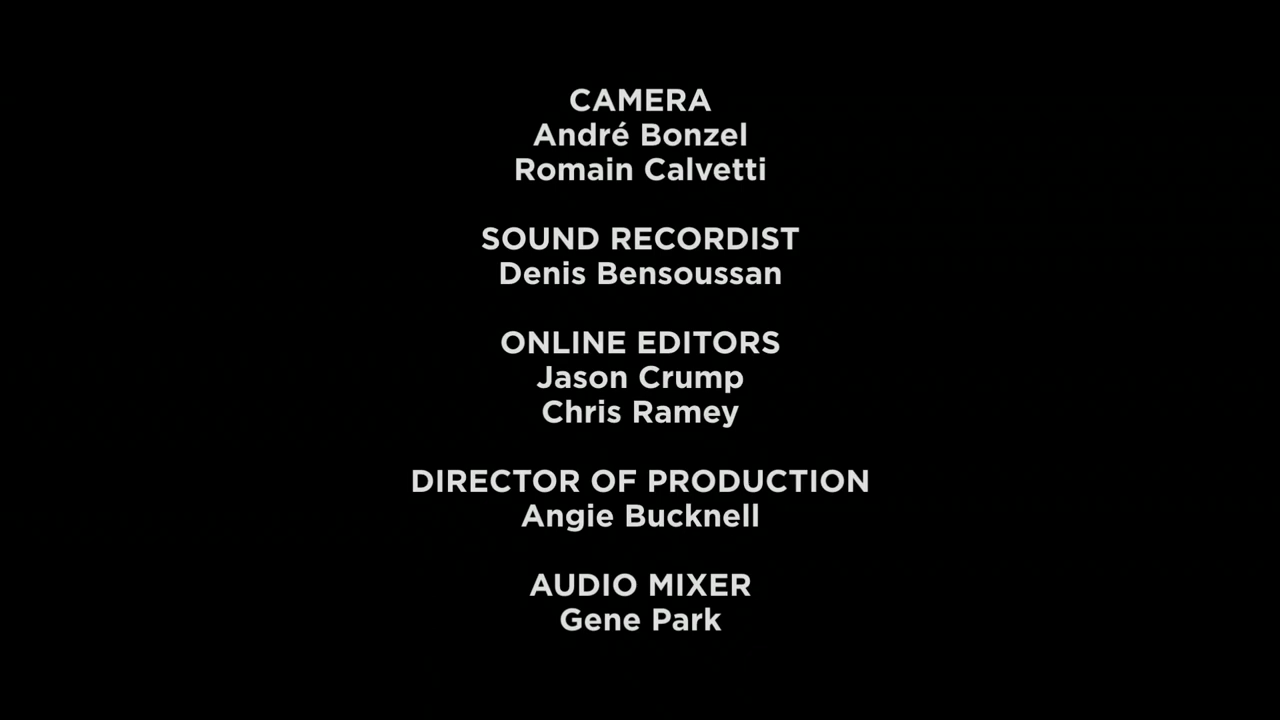 CAMERA
André Bonzel
Romain Calvetti
SOUND RECORDIST
Denis Bensoussan
ONLINE EDITORS
Jason Crump
Chris Ramey
DIRECTOR OF PRODUCTION
Angie Bucknell
AUDIO MIXER
Gene Park